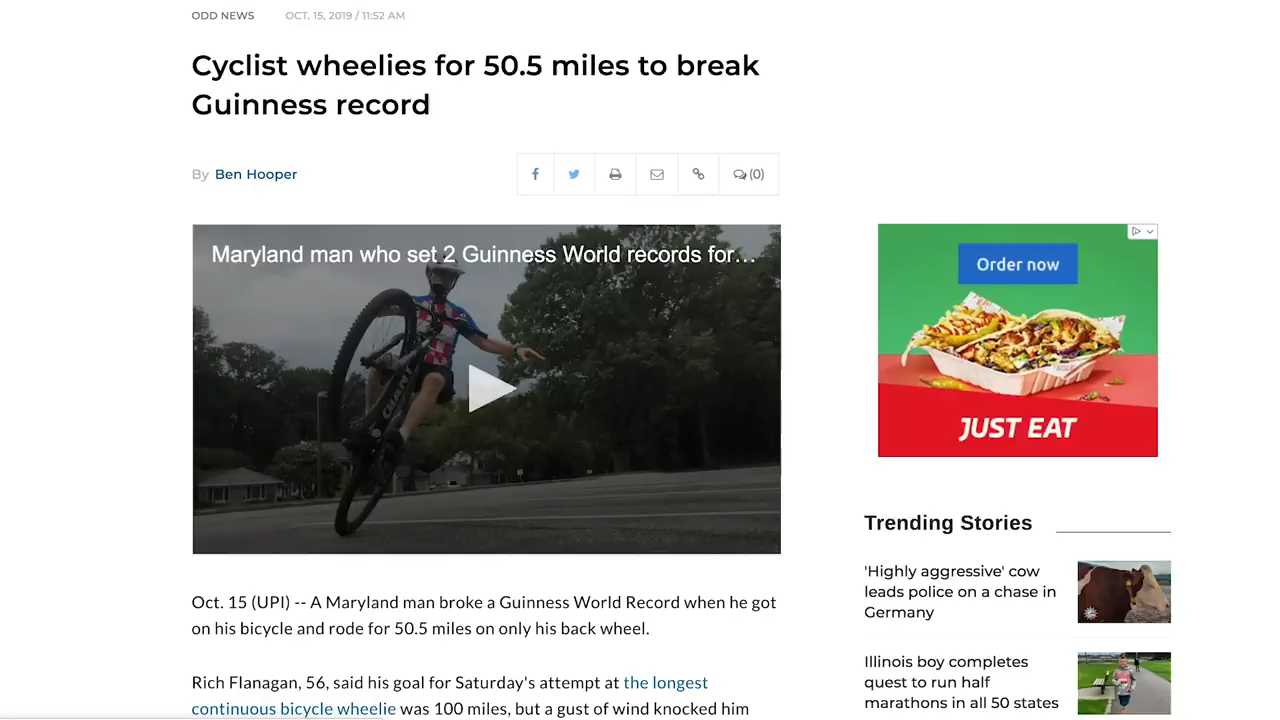 ODD NEWS OCT. 15, 2019 / 11:52 AM
Cyclist wheelies for 50.5 miles to break
Guinness record
By Ben Hooper
(0)
Maryland man who set 2 Guinness World records for...
GIANT
Order now
JUST EAT
Trending Stories
'Highly aggressive' cow
leads police on a chase in
Germany
Illinois boy completes
quest to run half
marathons in all 50 states
Oct. 15 (UPI) -- A Maryland man broke a Guinness World Record when he got
on his bicycle and rode for 50.5 miles on only his back wheel.
Rich Flanagan, 56, said his goal for Saturday's attempt at the longest
continuous bicycle wheelie was 100 miles, but a gust of wind knocked him